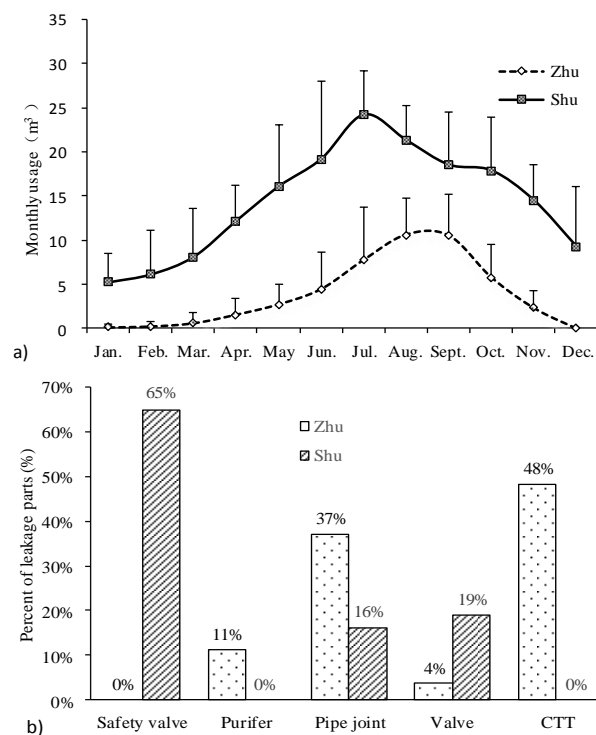 35
30
25
20
15
10
5
0
Monthly usage（m³）
Zhu
Shu
a)
Jan. Feb. Mar. Apr. May Jun. Jul. Aug. Sept. Oct. Nov. Dec.
70%
60%
50%
40%
30%
20%
10%
0%
Percent of leakage parts (%)
Zhu
Shu
0% 65%
11% 0%
37% 16%
4% 19%
48% 0%
Safety valve Purifer Pipe joint Valve CTT
b)